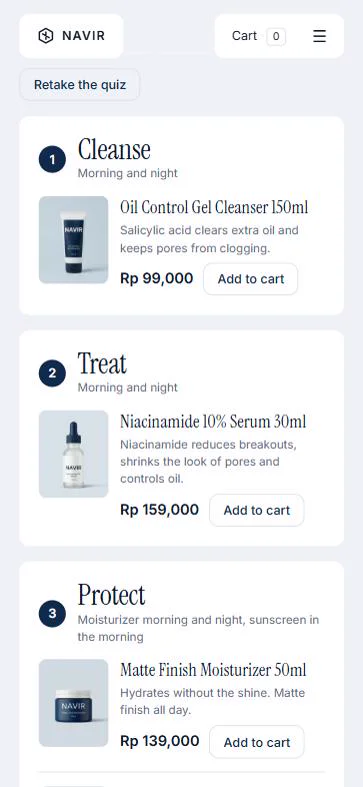 NAVIR
Cart 0
Retake the quiz
1
Cleanse
Morning and night
NAVIR
Oil Control Gel Cleanser 150ml
Salicylic acid clears extra oil and
keeps pores from clogging.
Rp 99,000
Add to cart
2
Treat
Morning and night
NAVIR
Niacinamide 10% Serum 30ml
Niacinamide reduces breakouts,
shrinks the look of pores and
controls oil.
Rp 159,000
Add to cart
3
Protect
Moisturizer morning and night, sunscreen in
the morning
NAVIR
Matte Finish Moisturizer 50ml
Hydrates without the shine. Matte
finish all day.
Rp 139,000
Add to cart